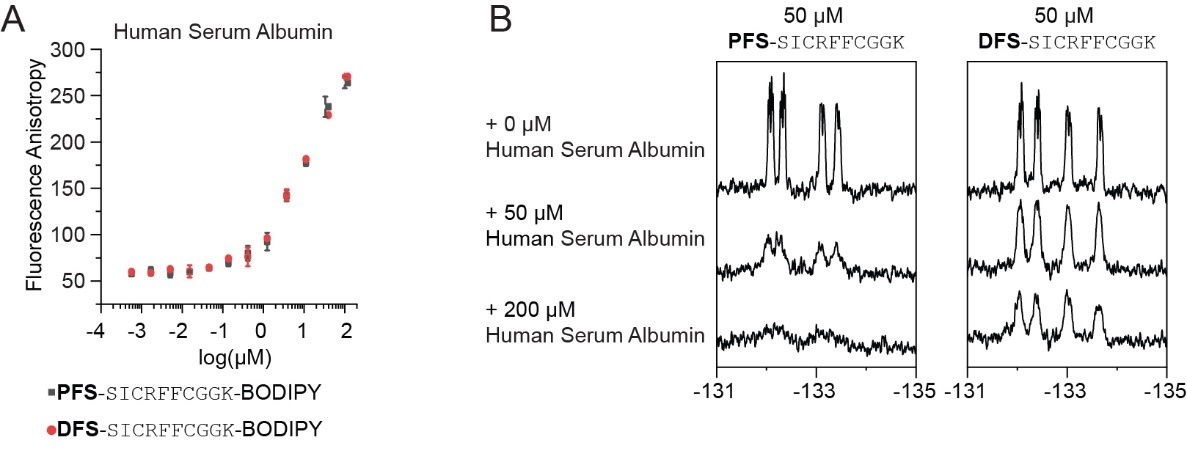 A
Human Serum Albumin
Fluorescence Anisotropy
300
250
200
150
100
50
-4 -3 -2 -1 0 1 2
log(µM)
PFS-SICRFFCGGK-BODIPY
DFS-SICRFFCGGK-BODIPY
B
50 µM
PFS-SICRFFCGGK
50 µM
DFS-SICRFFCGGK
+ 0 µM
Human Serum Albumin
+ 50 µM
Human Serum Albumin
+ 200 µM
Human Serum Albumin
-131 -133 -135
-131 -133 -135